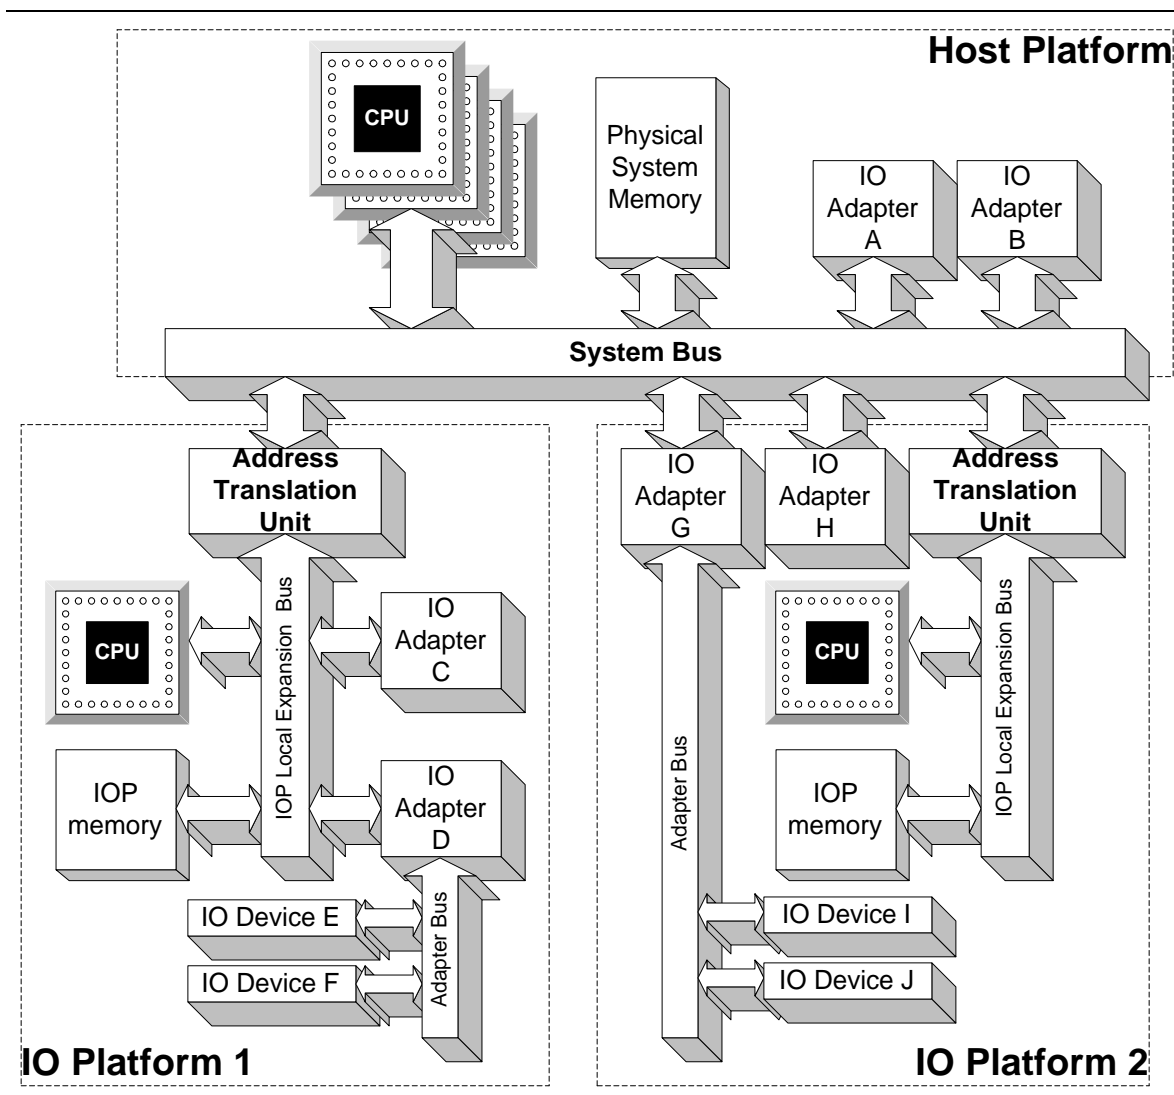 Host Platform
CPU
Physical
System
Memory
IO
Adapter
A
IO
Adapter
B
System Bus
Address
Translation
Unit
IOP Local Expansion Bus
CPU
IO
Adapter
C
IOP
memory
IO
Adapter
D
Adapter Bus
IO Device E
IO Device F
IO Platform 1
IO
Adapter
G
IO
Adapter
H
Address
Translation
Unit
Adapter Bus
CPU
IOP Local Expansion Bus
IOP
memory
IO Device I
IO Device J
IO Platform 2